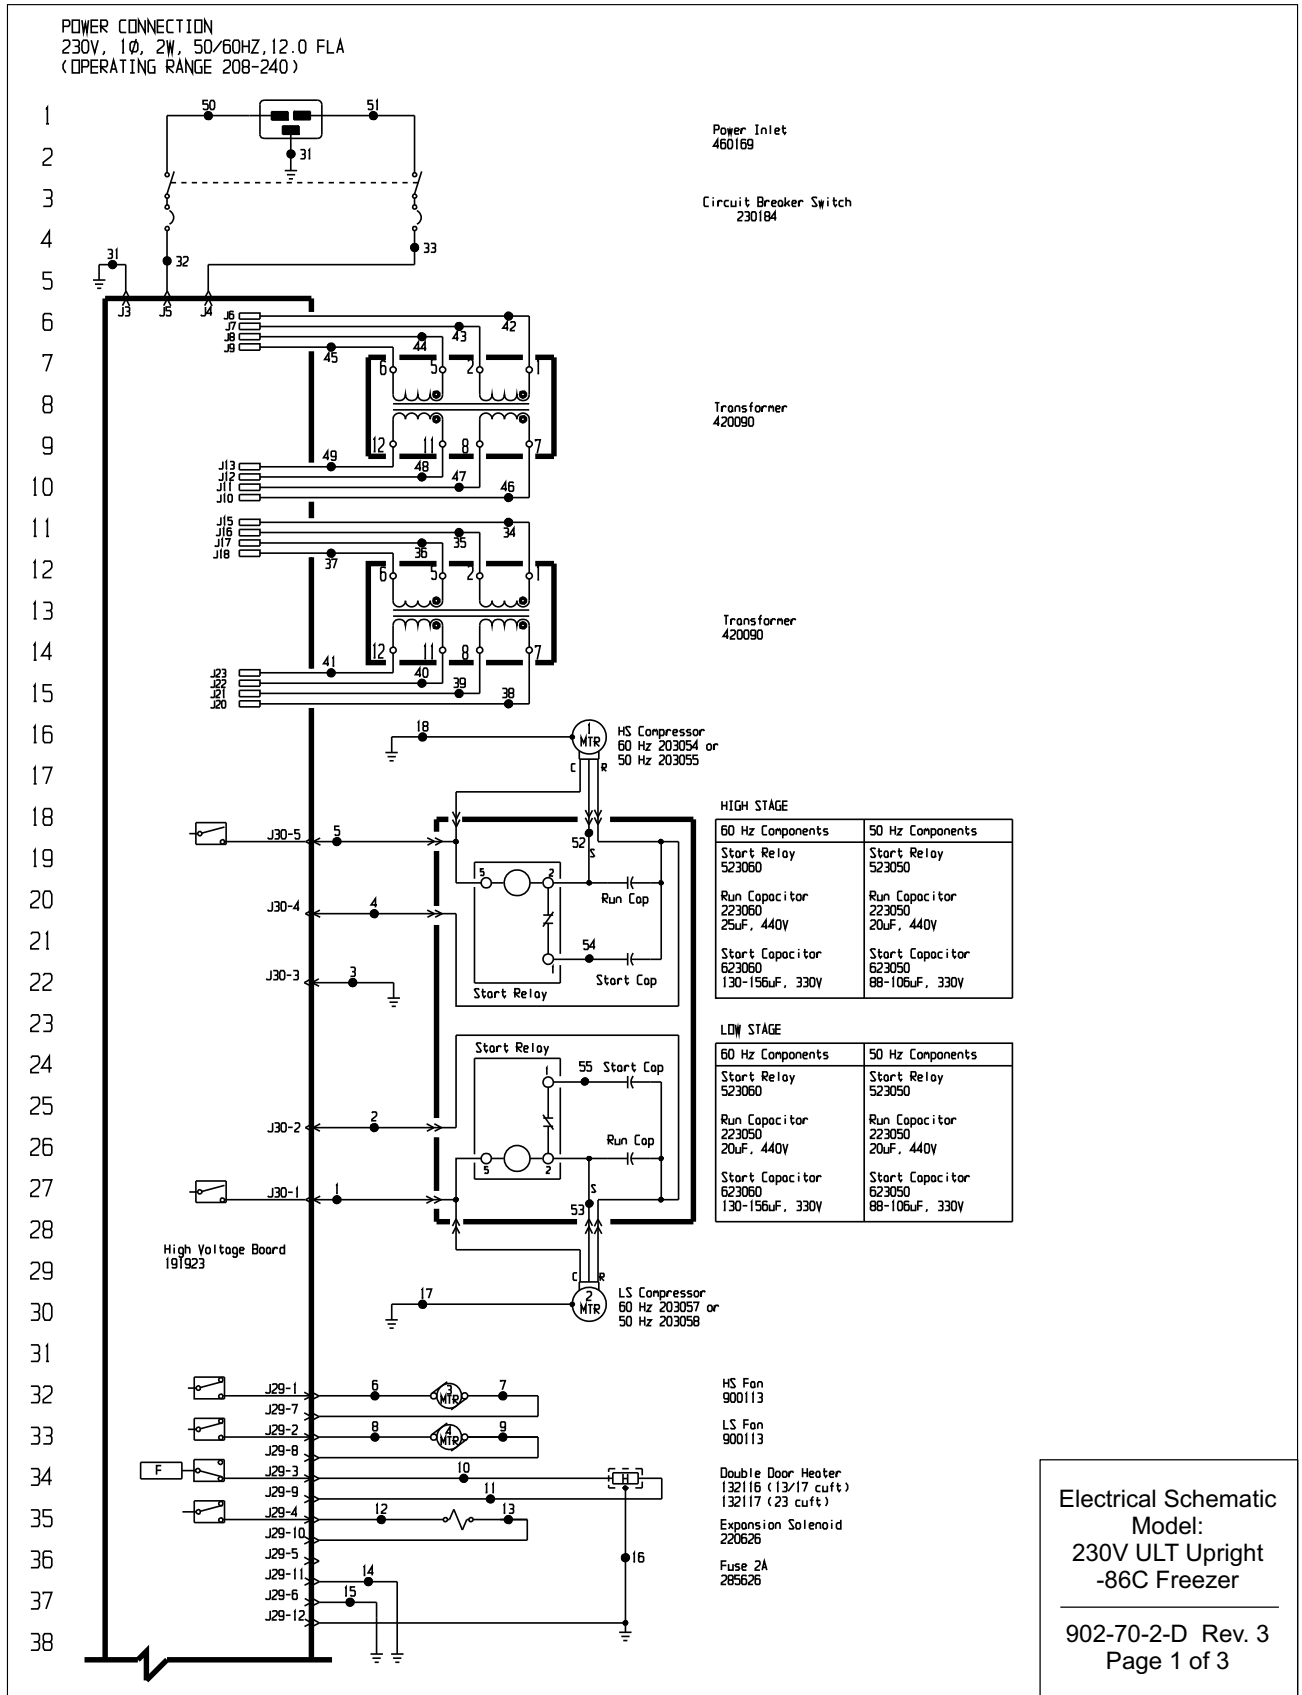 POWER CONNECTION
230V, 1Ø, 2W, 50/60HZ,12.0 FLA
(OPERATING RANGE 208-240)
1
50
51
Power Inlet
460169
2
31
3
Circuit Breaker Switch
230184
4
33
31
32
5
J3
J5
J4
6
J6
J7
J8
J9
42
43
44
45
7
6
5
2
1
8
Transformer
420090
9
12
11
8
7
J13
J12
J11
J10
49
48
47
46
10
11
J15
J16
J17
J18
34
35
36
37
12
6
5
2
1
13
Transformer
420090
14
12
11
8
7
J23
J22
J21
J20
41
40
39
38
15
16
18
1
MTR
HS Compressor
60 Hz 203054 or
50 Hz 203055
17
C
R
18
J30-5
5
52
S
19
5
2
20
J30-4
4
Run Cap
21
54
1
22
J30-3
3
Start Cap
Start Relay
HIGH STAGE
60 Hz Components
50 Hz Components
Start Relay
523060
Start Relay
523050
Run Capacitor
223060
25uF, 440V
Run Capacitor
223050
20uF, 440V
Start Capacitor
623060
130-156uF, 330V
Start Capacitor
623050
88-106uF, 330V
23
Start Relay
24
1
55
Start Cap
25
J30-2
2
26
Run Cap
5
2
27
J30-1
1
S
53
LOW STAGE
60 Hz Components
50 Hz Components
Start Relay
523060
Start Relay
523050
Run Capacitor
223050
20uF, 440V
Run Capacitor
223050
20uF, 440V
Start Capacitor
623060
130-156uF, 330V
Start Capacitor
623050
88-106uF, 330V
28
High Voltage Board
191923
29
C
R
30
17
2
MTR
LS Compressor
60 Hz 203057 or
50 Hz 203058
31
32
J29-1
6
3
MTR
7
HS Fan
900113
J29-7
33
J29-2
8
4
MTR
9
LS Fan
900113
J29-8
34
F
J29-3
10
H
Double Door Heater
132116 (13/17 cuft)
132117 (23 cuft)
J29-9
11
35
J29-4
12
13
Expansion Solenoid
220626
J29-10
36
J29-5
16
Fuse 2A
285626
J29-11
14
37
J29-6
15
J29-12
38
Electrical Schematic
Model:
230V ULT Upright
-86C Freezer
902-70-2-D Rev. 3
Page 1 of 3